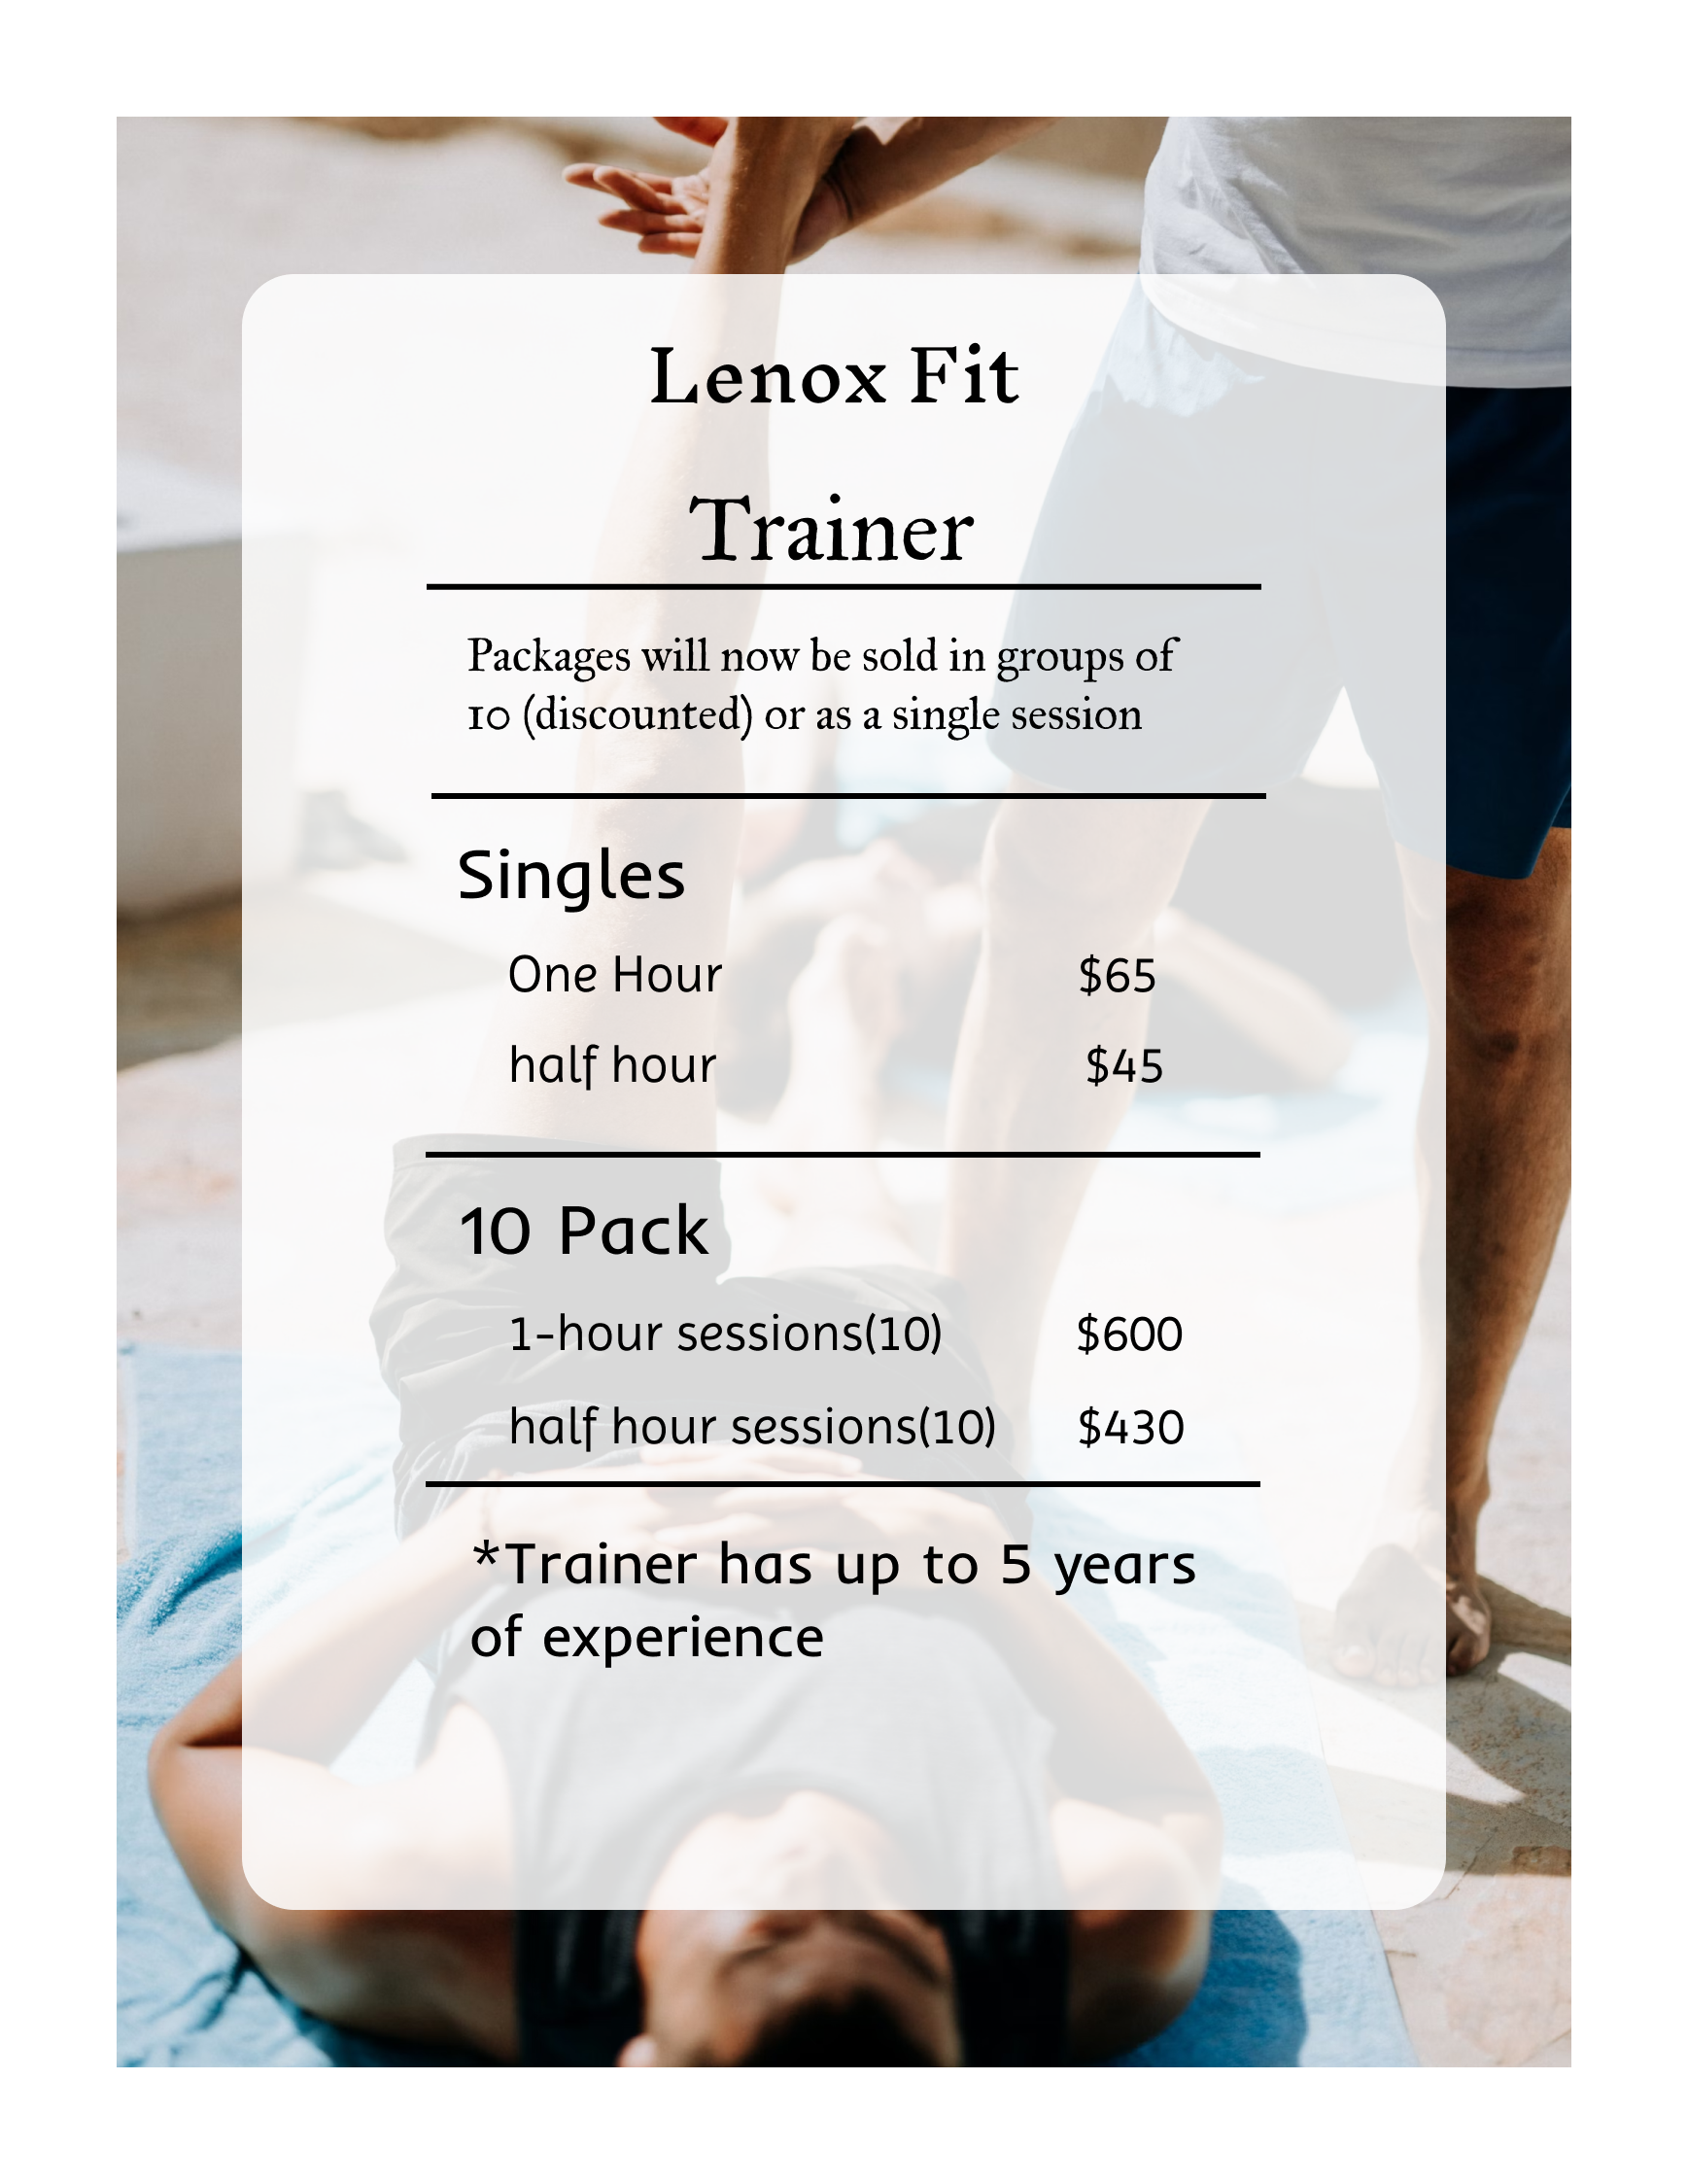 Lenox Fit
Trainer
Packages will now be sold in groups of
10 (discounted) or as a single session
Singles
One Hour $65
half hour $45
10 Pack
1-hour sessions(10) $600
half hour sessions(10) $430
*Trainer has up to 5 years
of experience